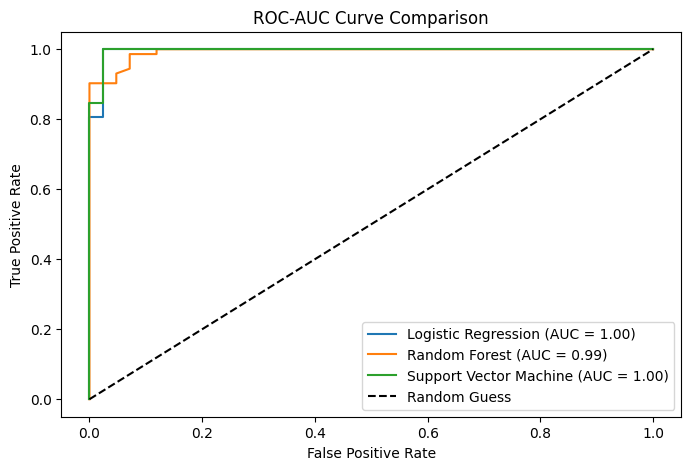 ROC-AUC Curve Comparison
True Positive Rate
1.0
0.8
0.6
0.4
0.2
0.0
Logistic Regression (AUC = 1.00)
Random Forest (AUC = 0.99)
Support Vector Machine (AUC = 1.00)
Random Guess
0.0 0.2 0.4 0.6 0.8 1.0
False Positive Rate